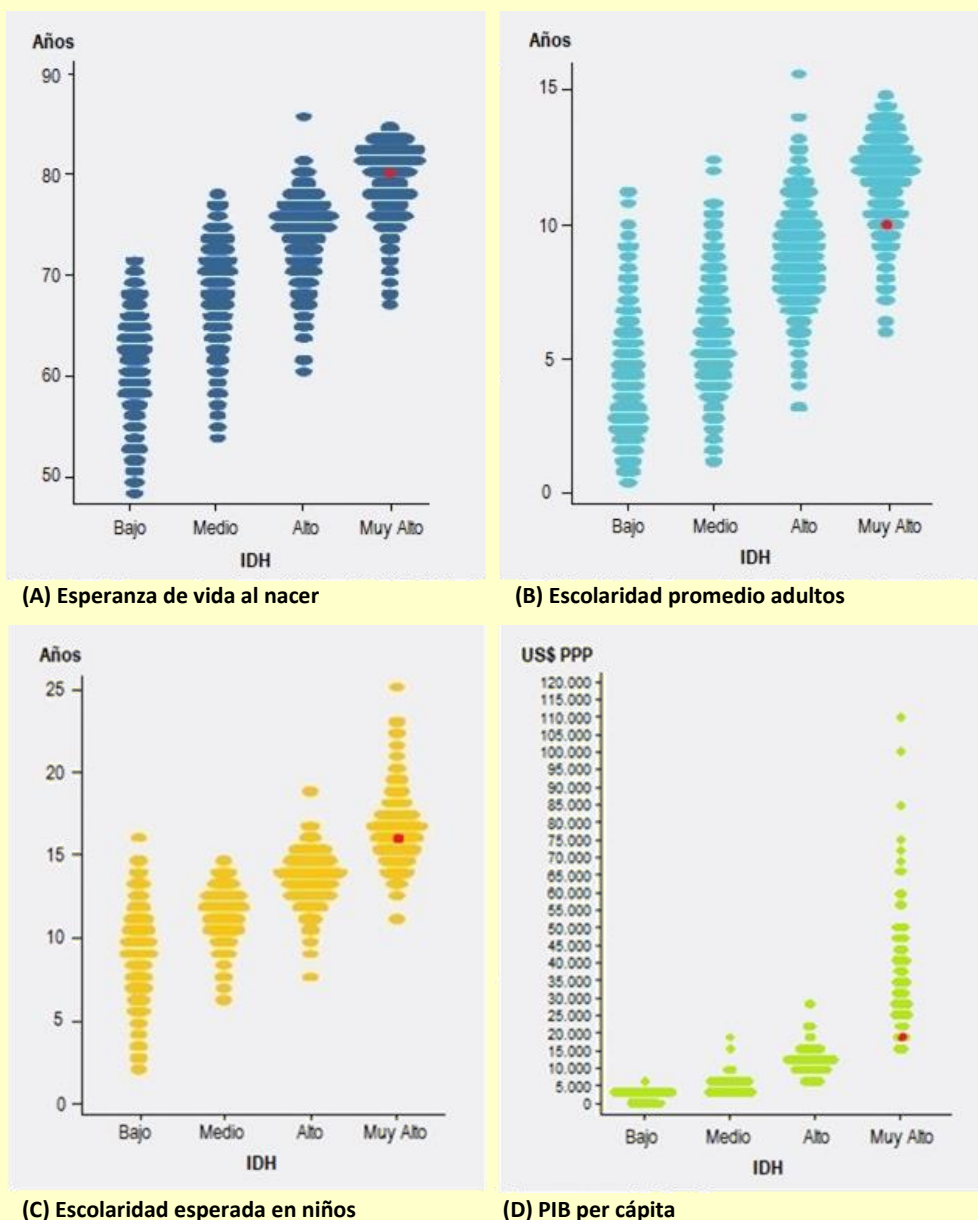 Años
90
80
70
60
50
Bajo Medio Alto Muy Alto
IDH
(A) Esperanza de vida al nacer
Años
15
10
5
0
Bajo Medio Alto Muy Alto
IDH
(B) Escolaridad promedio adultos
Años
25
20
15
10
5
0
Bajo Medio Alto Muy Alto
IDH
(C) Escolaridad esperada en niños
US$ PPP
120.000
115.000
110.000
105.000
100.000
95.000
90.000
85.000
80.000
75.000
70.000
65.000
60.000
55.000
50.000
45.000
40.000
35.000
30.000
25.000
20.000
15.000
10.000
5.000
0
Bajo Medio Alto Muy Alto
IDH
(D) PIB per cápita